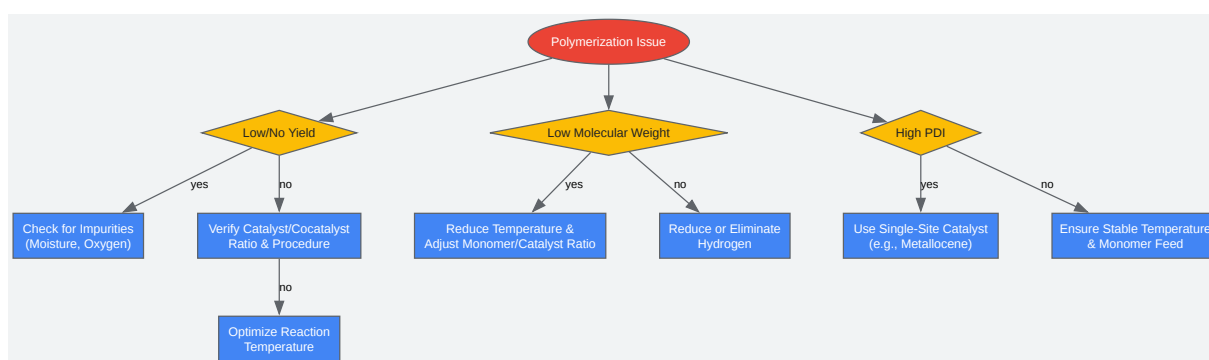 Polymerization Issue
Low/No Yield
Low Molecular Weight
High PDI
yes
no
yes
no
yes
no
Check for Impurities
(Moisture, Oxygen)
Verify Catalyst/Cocatalyst
Ratio & Procedure
Reduce Temperature &
Adjust Monomer/Catalyst Ratio
Reduce or Eliminate
Hydrogen
Use Single-Site Catalyst
(e.g., Metallocene)
Ensure Stable Temperature
& Monomer Feed
no
Optimize Reaction
Temperature